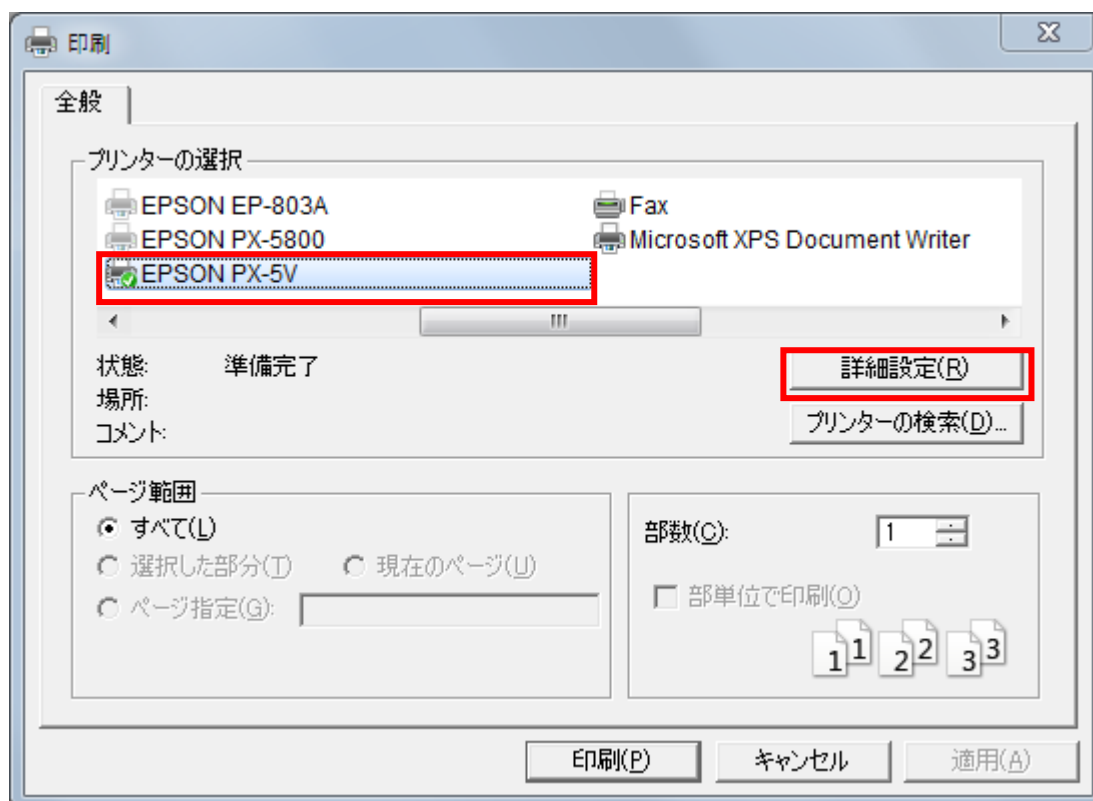 印刷
全般
プリンターの選択
EPSON EP-803A
Fax
EPSON PX-5800
Microsoft XPS Document Writer
EPSON PX-5V
状態: 準備完了
詳細設定(R)
場所:
コメント:
プリンターの検索(D)...
ページ範囲
すべて(L)
選択した部分(T) 現在のページ(U)
ページ指定(G):
部数(C): 1
部単位で印刷(O)
1 1 2 2 3 3
印刷(P) キャンセル 適用(A)